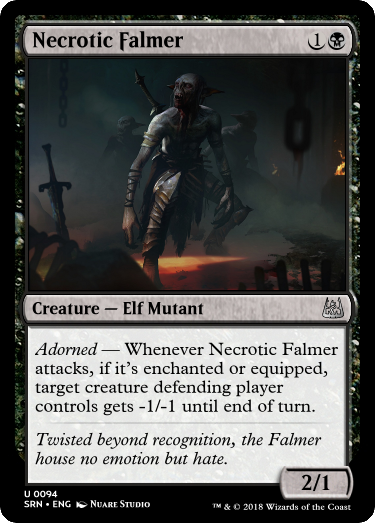 Necrotic Falmer 1
Creature — Elf Mutant
Adorned — Whenever Necrotic Falmer
attacks, if it's enchanted or equipped,
target creature defending player
controls gets -1/-1 until end of turn.
Twisted beyond recognition, the Falmer
house no emotion but hate.
2/1
U 0094
SRN • ENG NUARE STUDIO
™ & © 2018 Wizards of the Coast